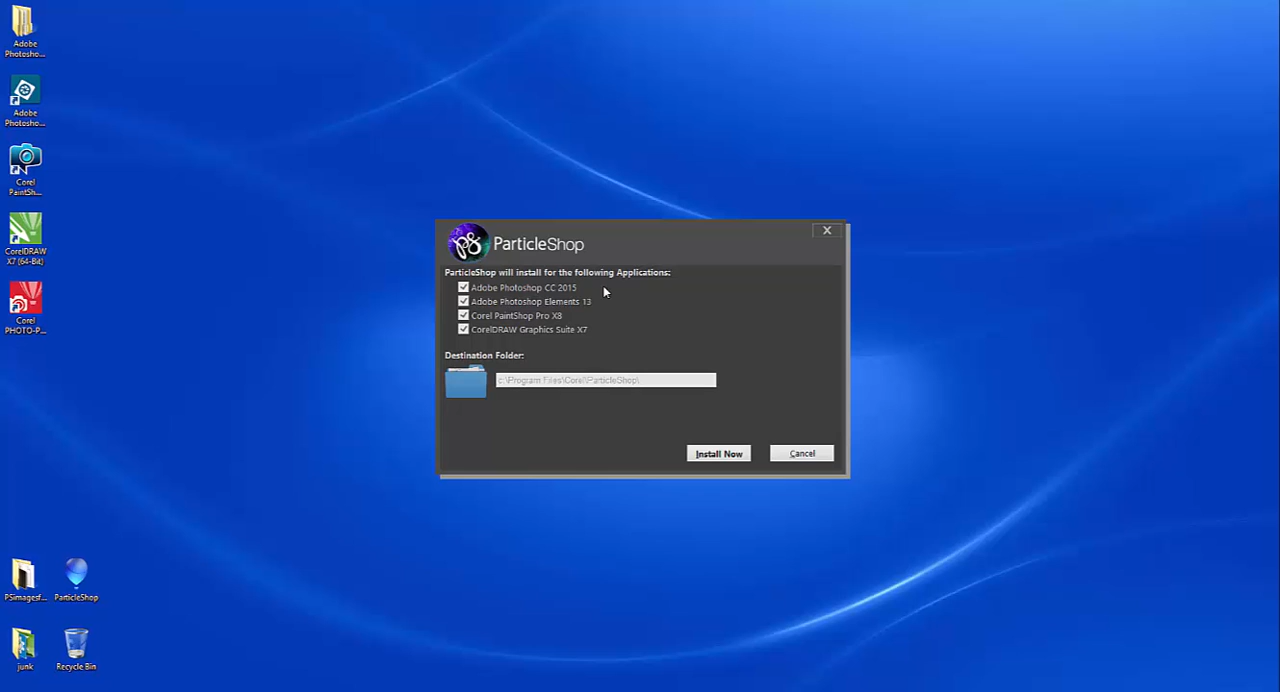 Adobe
Photosho...
Adobe
Photosho...
Corel
PaintSh...
CorelDRAW
X7 (64-Bit)
Corel
PHOTO-P...
PSimagesf...
ParticleShop
junk
Recycle Bin
ParticleShop
X
ParticleShop will install for the following Applications:
Adobe Photoshop CC 2015
Adobe Photoshop Elements 13
Corel PaintShop Pro X8
CorelDRAW Graphics Suite X7
Destination Folder:
c:\Program Files\Corel\ParticleShop\
Install Now
Cancel